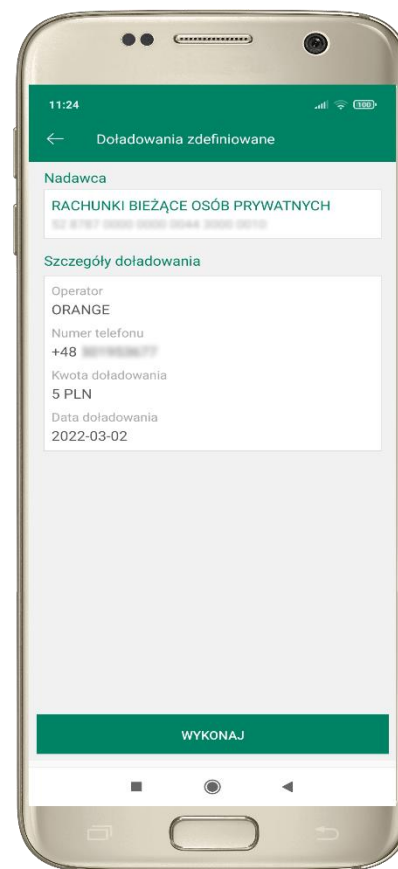 11:24
100
Doładowania zdefiniowane
Nadawca
RACHUNKI BIEŻĄCE OSÓB PRYWATNYCH
Szczegóły doładowania
Operator
ORANGE
Numer telefonu
+48
Kwota doładowania
5 PLN
Data doładowania
2022-03-02
WYKONAJ